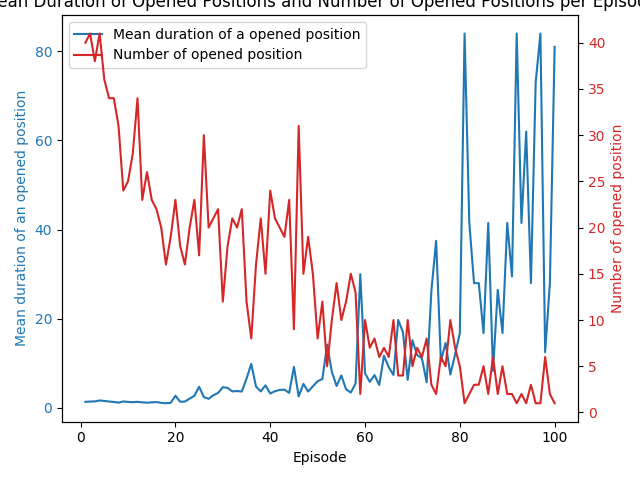 ean Duration of Opened Positions and Number of Opened Positions per Episod
Mean duration of a opened position
Number of opened position
Mean duration of an opened position
0
20
40
60
80
0
5
10
15
20
25
30
35
40
Number of opened position
0 20 40 60 80 100
Episode